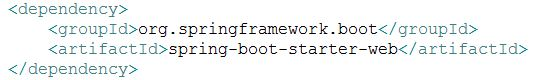 <dependency>
    <groupId>org.springframework.boot</groupId>
    <artifactId>spring-boot-starter-web</artifactId>
</dependency>